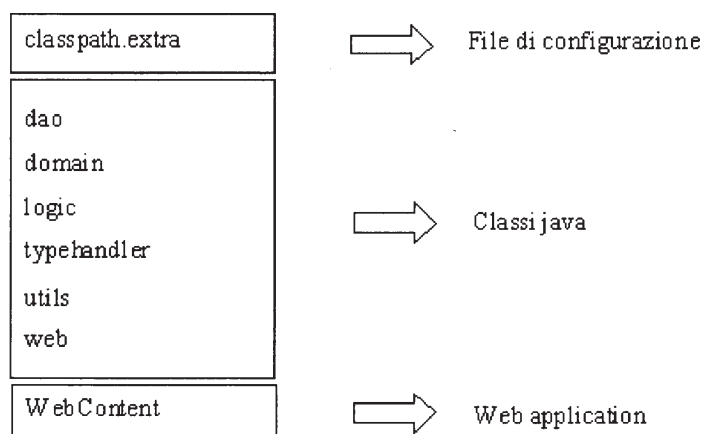 classpath.extra
File di configurazione
dao
domain
logic
typehandler
utils
web
Classi java
WebContent
Web application